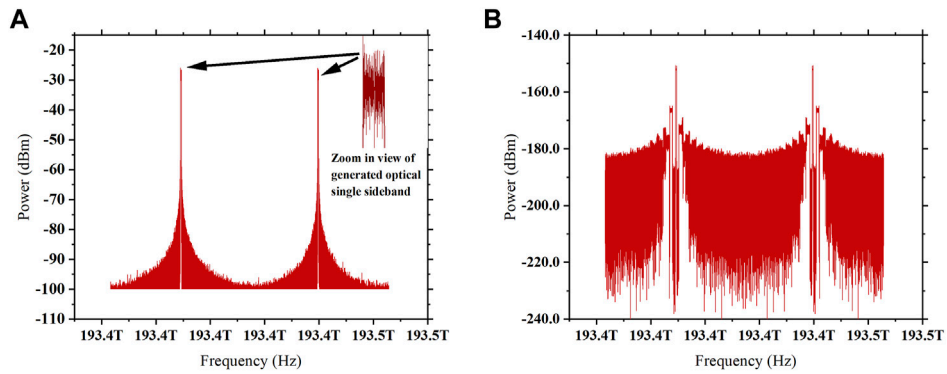 A
B
-20
-30
-40
-50
-60
-70
-80
-90
-100
-110
Power (dBm)
Zoom in view of
generated optical
single sideband
193.4T 193.4T 193.4T 193.4T 193.4T 193.5T 193.5T
Frequency (Hz)
-140.0
-160.0
-180.0
-200.0
-220.0
-240.0
Power (dBm)
193.4T 193.4T 193.4T 193.4T 193.4T 193.5T 193.5T
Frequency (Hz)